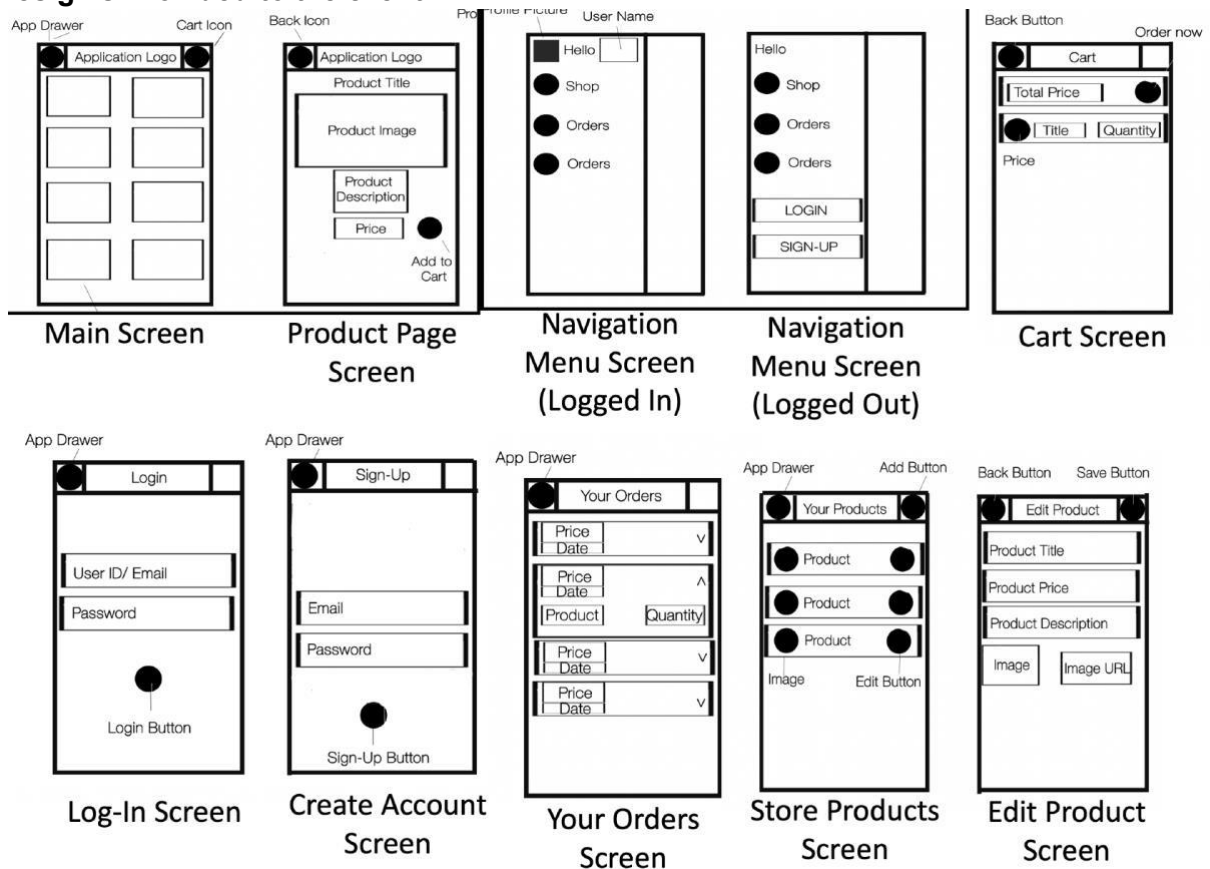 App Drawer
Cart Icon
Application Logo
Main Screen
Back Icon
Application Logo
Product Title
Product Image
Product
Description
Price
Add to
Cart
Product Page
Screen
Profile Picture
User Name
Hello
Shop
Orders
Orders
Navigation
Menu Screen
(Logged In)
Hello
Shop
Orders
Orders
LOGIN
SIGN-UP
Navigation
Menu Screen
(Logged Out)
Back Button
Order now
Cart
Total Price
Title Quantity
Price
Cart Screen
App Drawer
Login
User ID/ Email
Password
Login Button
Log-In Screen
App Drawer
Sign-Up
Email
Password
Sign-Up Button
Create Account
Screen
App Drawer
Your Orders
Price
Date
v
Price
Date
^
Product Quantity
Price
Date
v
Price
Date
v
Your Orders
Screen
App Drawer
Add Button
Your Products
Product
Product
Product
Image
Edit Button
Store Products
Screen
Back Button
Save Button
Edit Product
Product Title
Product Price
Product Description
Image
Image URL
Edit Product
Screen